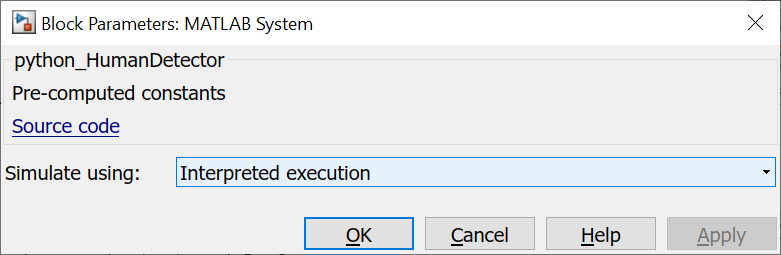 Block Parameters: MATLAB System
python_HumanDetector
Pre-computed constants
Source code
Simulate using: Interpreted execution
OK Cancel Help Apply